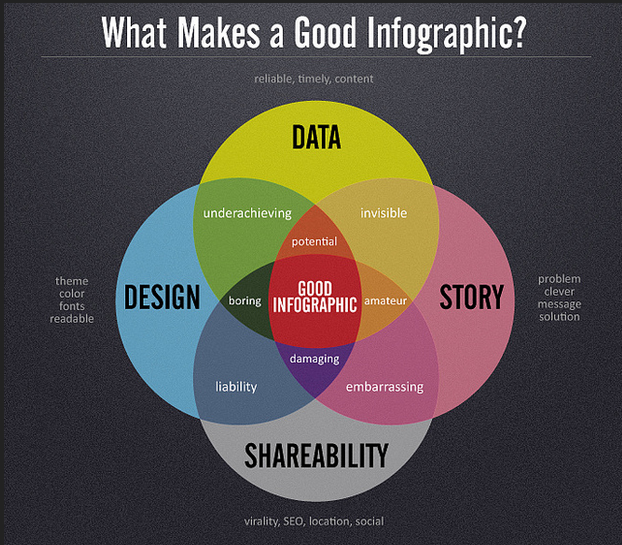 What Makes a Good Infographic?
reliable, timely, content
DATA
underachieving
invisible
potential
theme
color
fonts
readable
DESIGN
boring
GOOD
INFOGRAPHIC
amateur
STORY
problem
clever
message
solution
damaging
liability
embarrassing
SHAREABILITY
virality, SEO, location, social